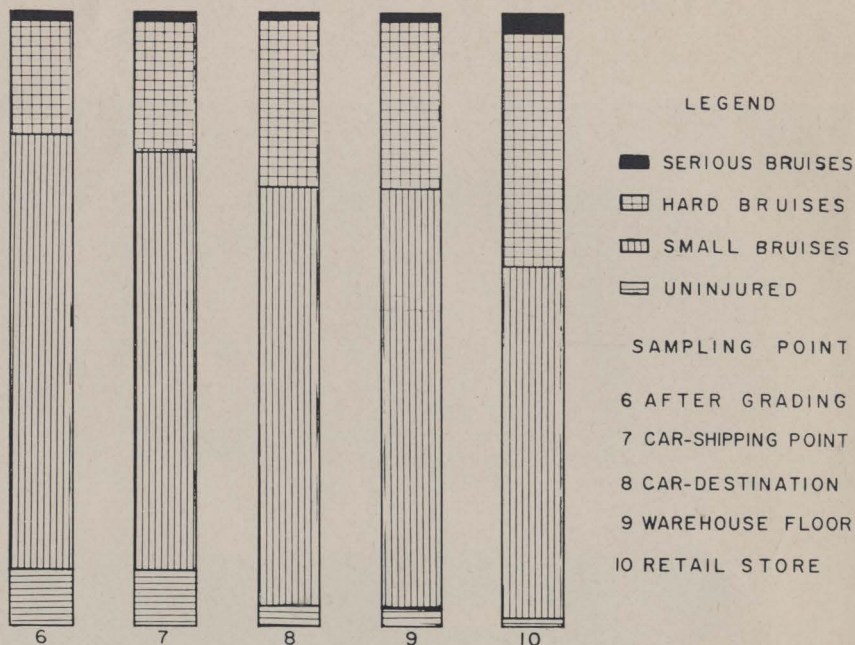 LEGEND
SERIOUS BRUISES
HARD BRUISES
SMALL BRUISES
UNINJURED
SAMPLING POINT
6 AFTER GRADING
7 CAR-SHIPPING POINT
8 CAR-DESTINATION
9 WAREHOUSE FLOOR
10 RETAIL STORE
6 7 8 9 10